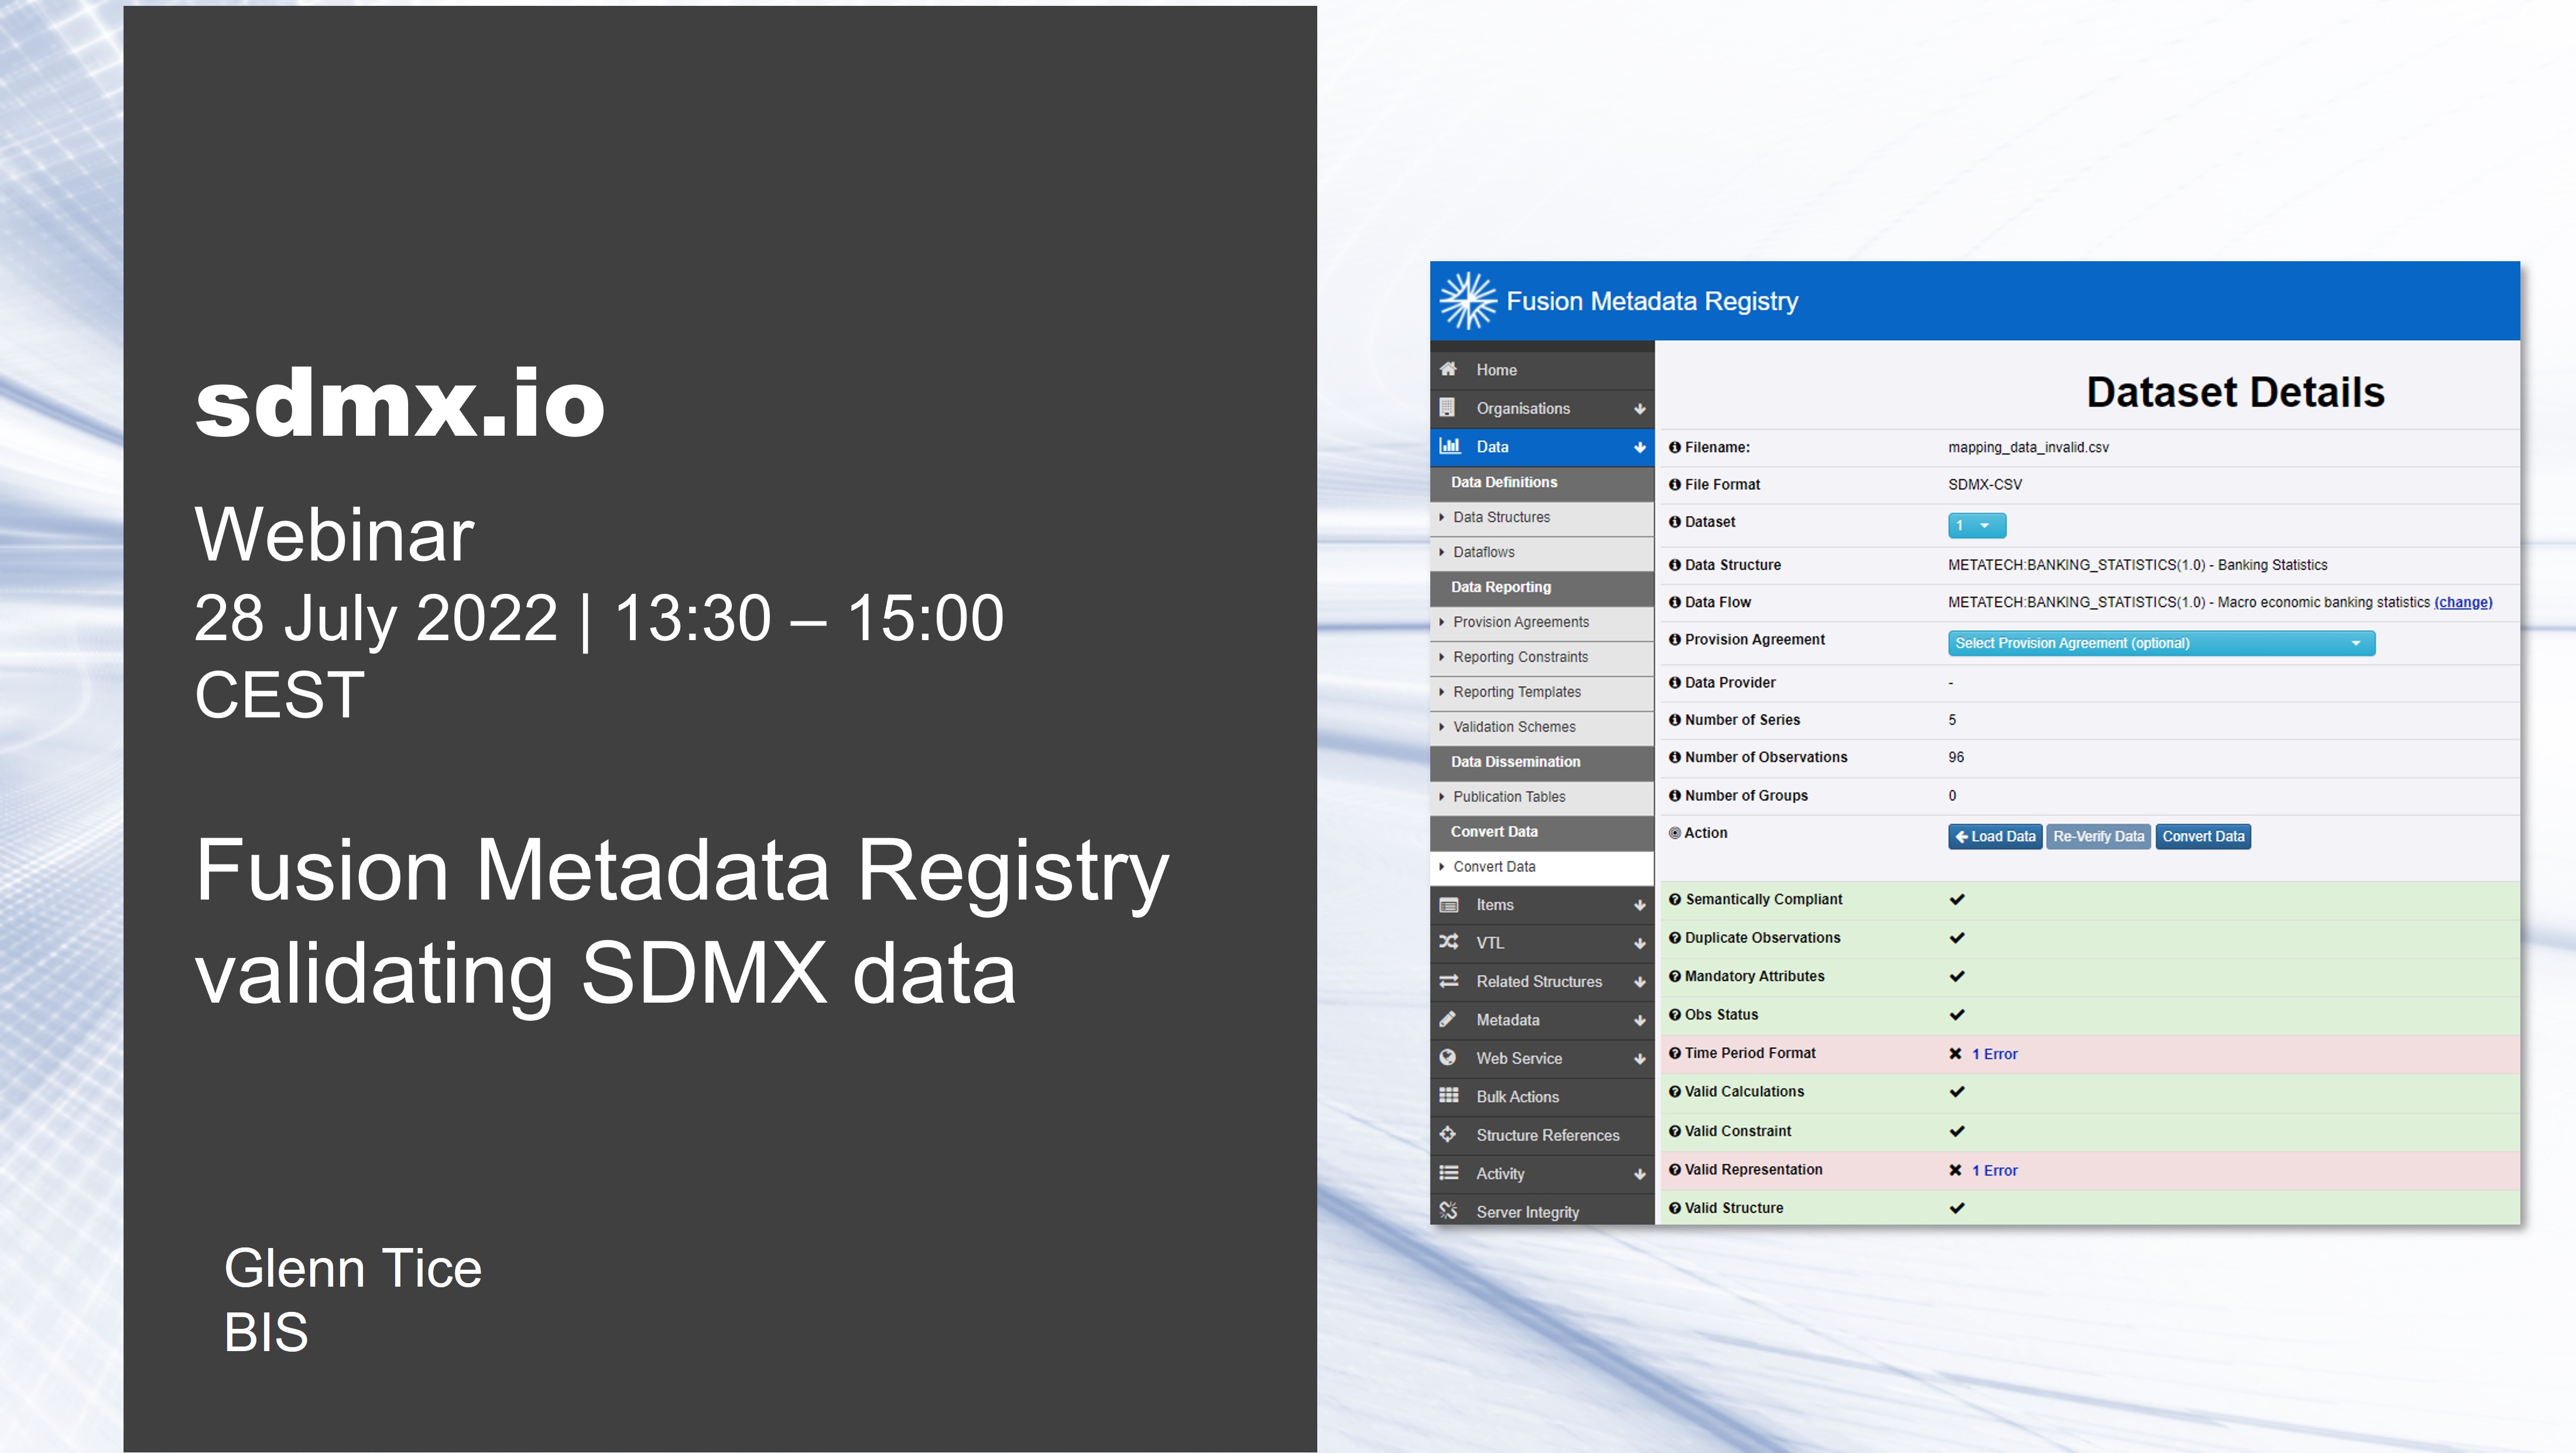 sdmx.io
Webinar
28 July 2022 | 13:30 – 15:00
CEST
Fusion Metadata Registry
validating SDMX data
Glenn Tice
BIS
Fusion Metadata Registry
Home
Organisations
Data
Data Definitions
Data Structures
Dataflows
Data Reporting
Provision Agreements
Reporting Constraints
Reporting Templates
Validation Schemes
Data Dissemination
Publication Tables
Convert Data
Convert Data
Items
VTL
Related Structures
Metadata
Web Service
Bulk Actions
Structure References
Activity
Server Integrity
Dataset Details
Filename: mapping_data_invalid.csv
File Format SDMX-CSV
Dataset 1
Data Structure METATECH:BANKING_STATISTICS(1.0) - Banking Statistics
Data Flow METATECH:BANKING_STATISTICS(1.0) - Macro economic banking statistics (change)
Provision Agreement Select Provision Agreement (optional)
Data Provider -
Number of Series 5
Number of Observations 96
Number of Groups 0
Action Load Data Re-Verify Data Convert Data
Semantically Compliant
Duplicate Observations
Mandatory Attributes
Obs Status
Time Period Format 1 Error
Valid Calculations
Valid Constraint
Valid Representation 1 Error
Valid Structure